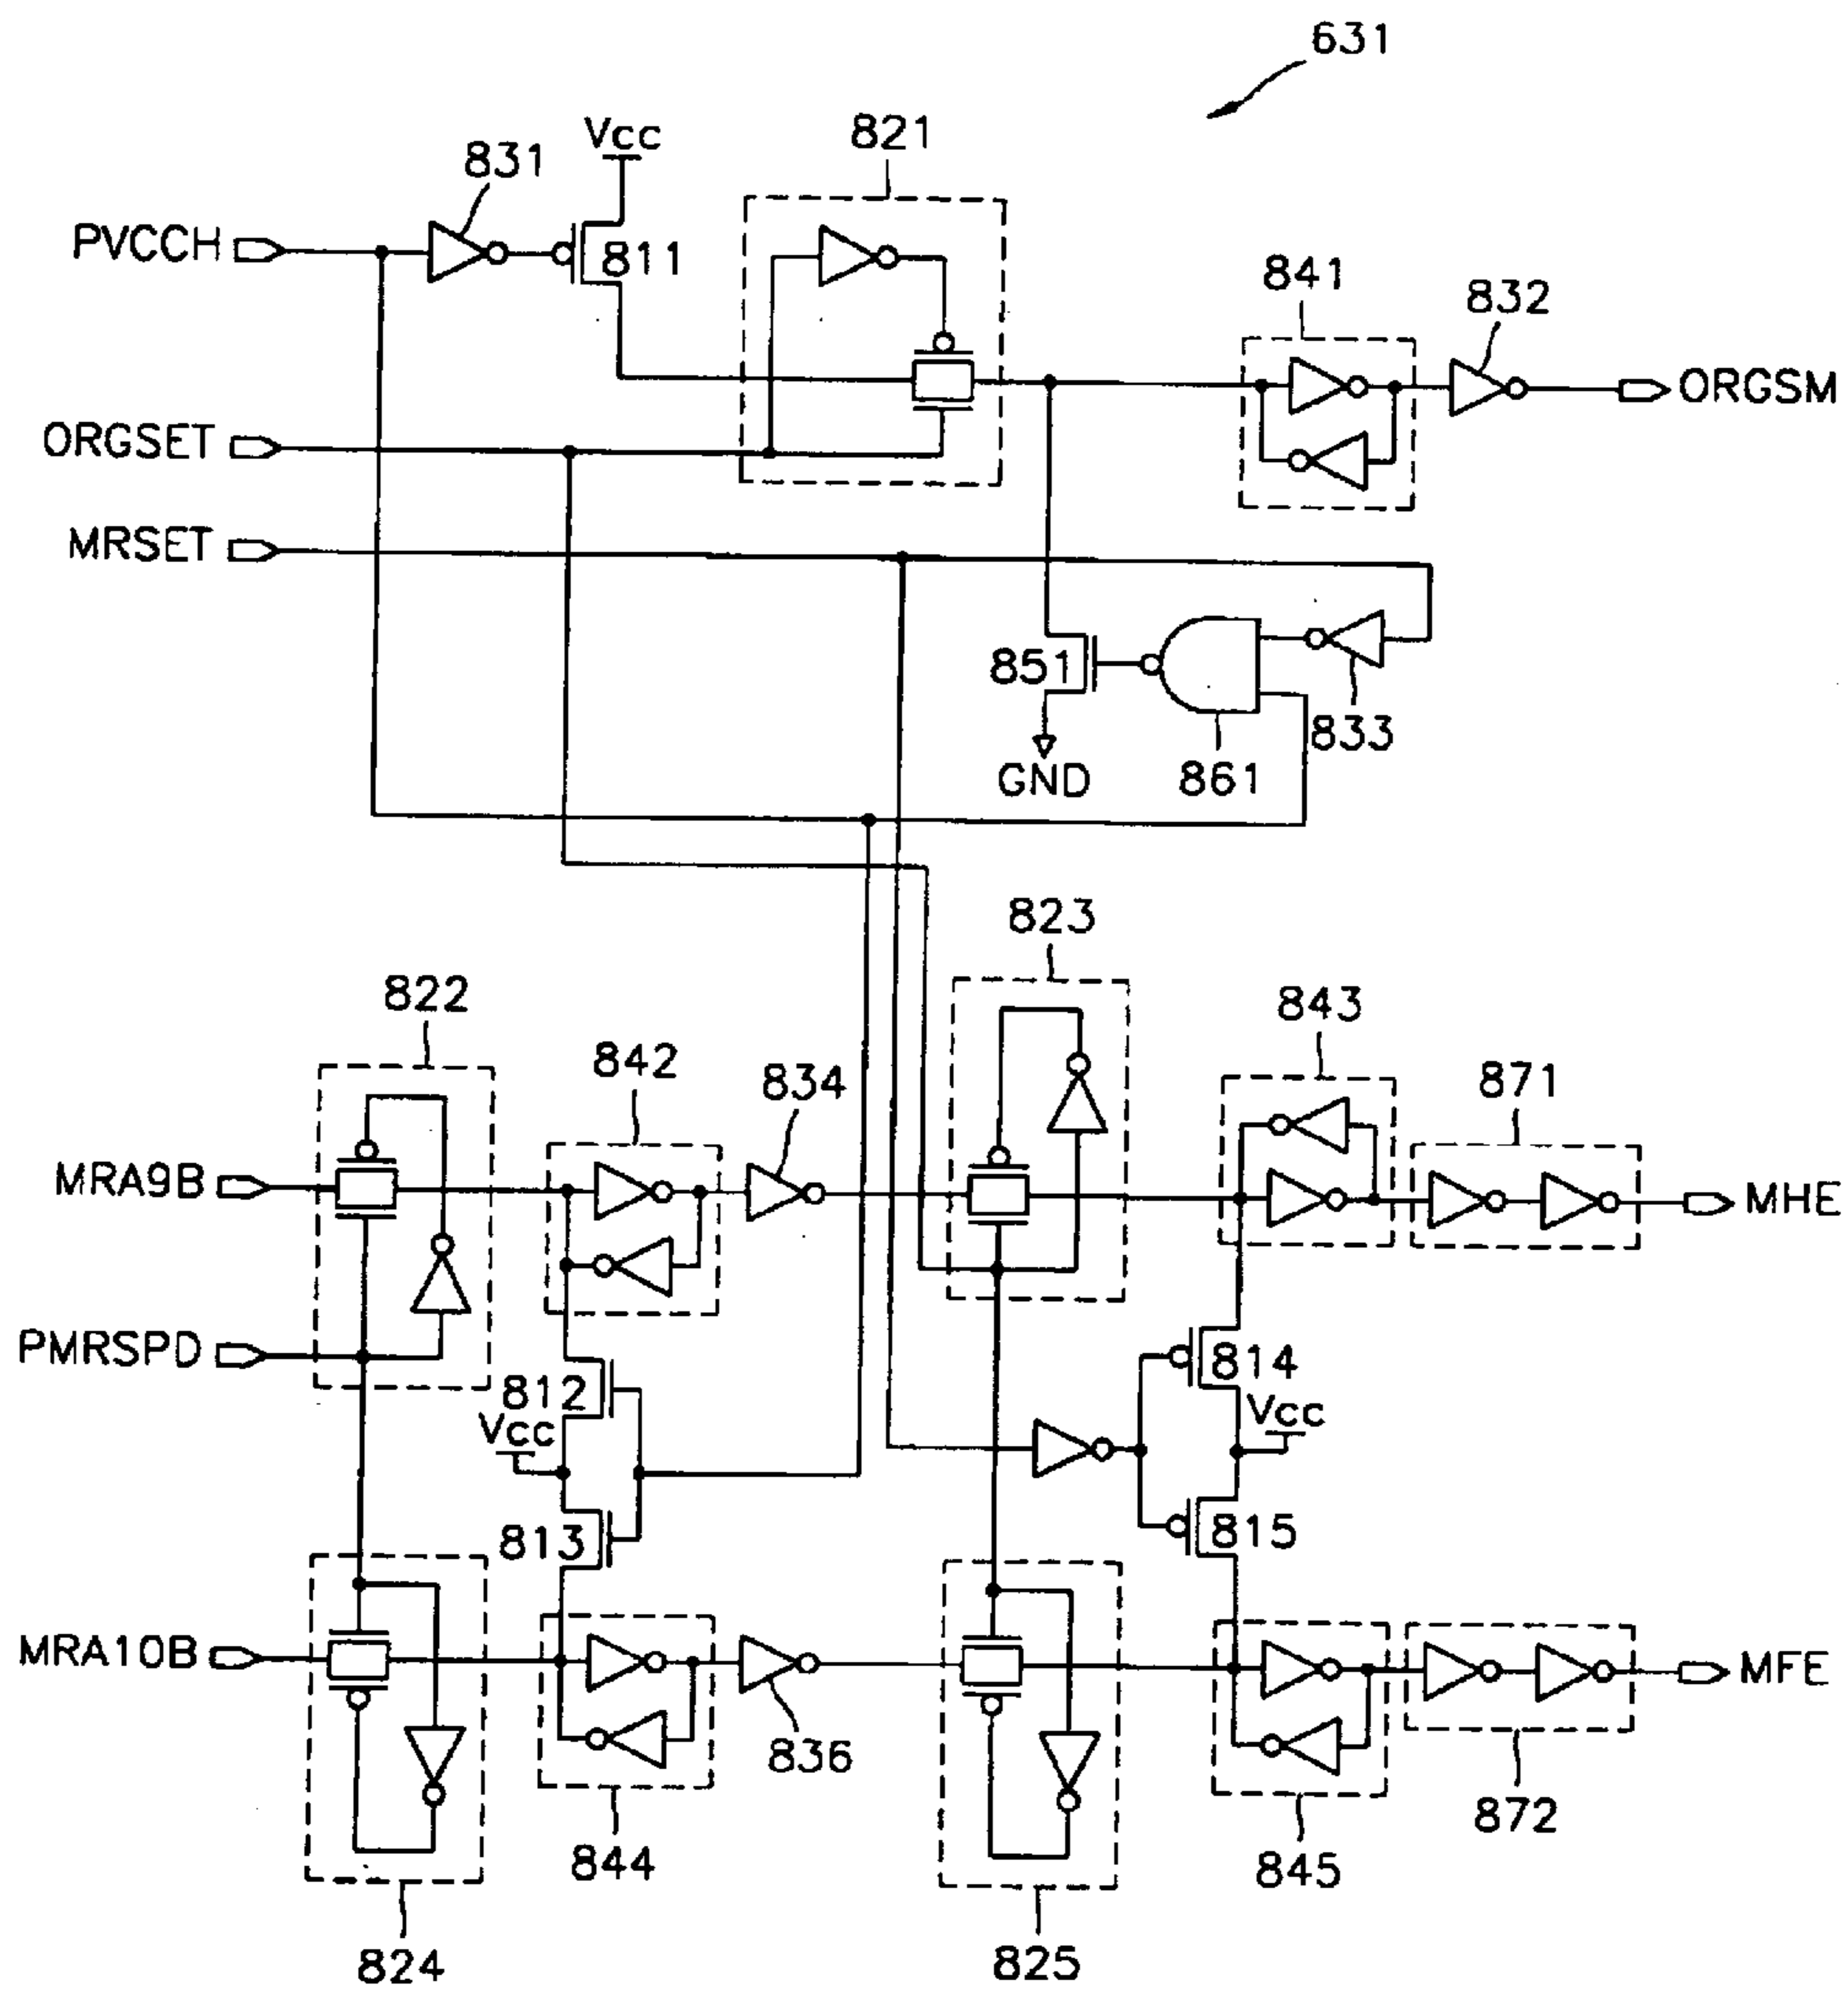 631
Vcc
821
831
PVCCH
811
841
832
ORGSM
ORGSET
MRSET
851
833
GND
861
823
822
843
842
834
871
MRA9B
MHE
PMRSPD
814
812
Vcc
Vcc
813
815
MRA10B
MFE
836
872
844
845
824
825